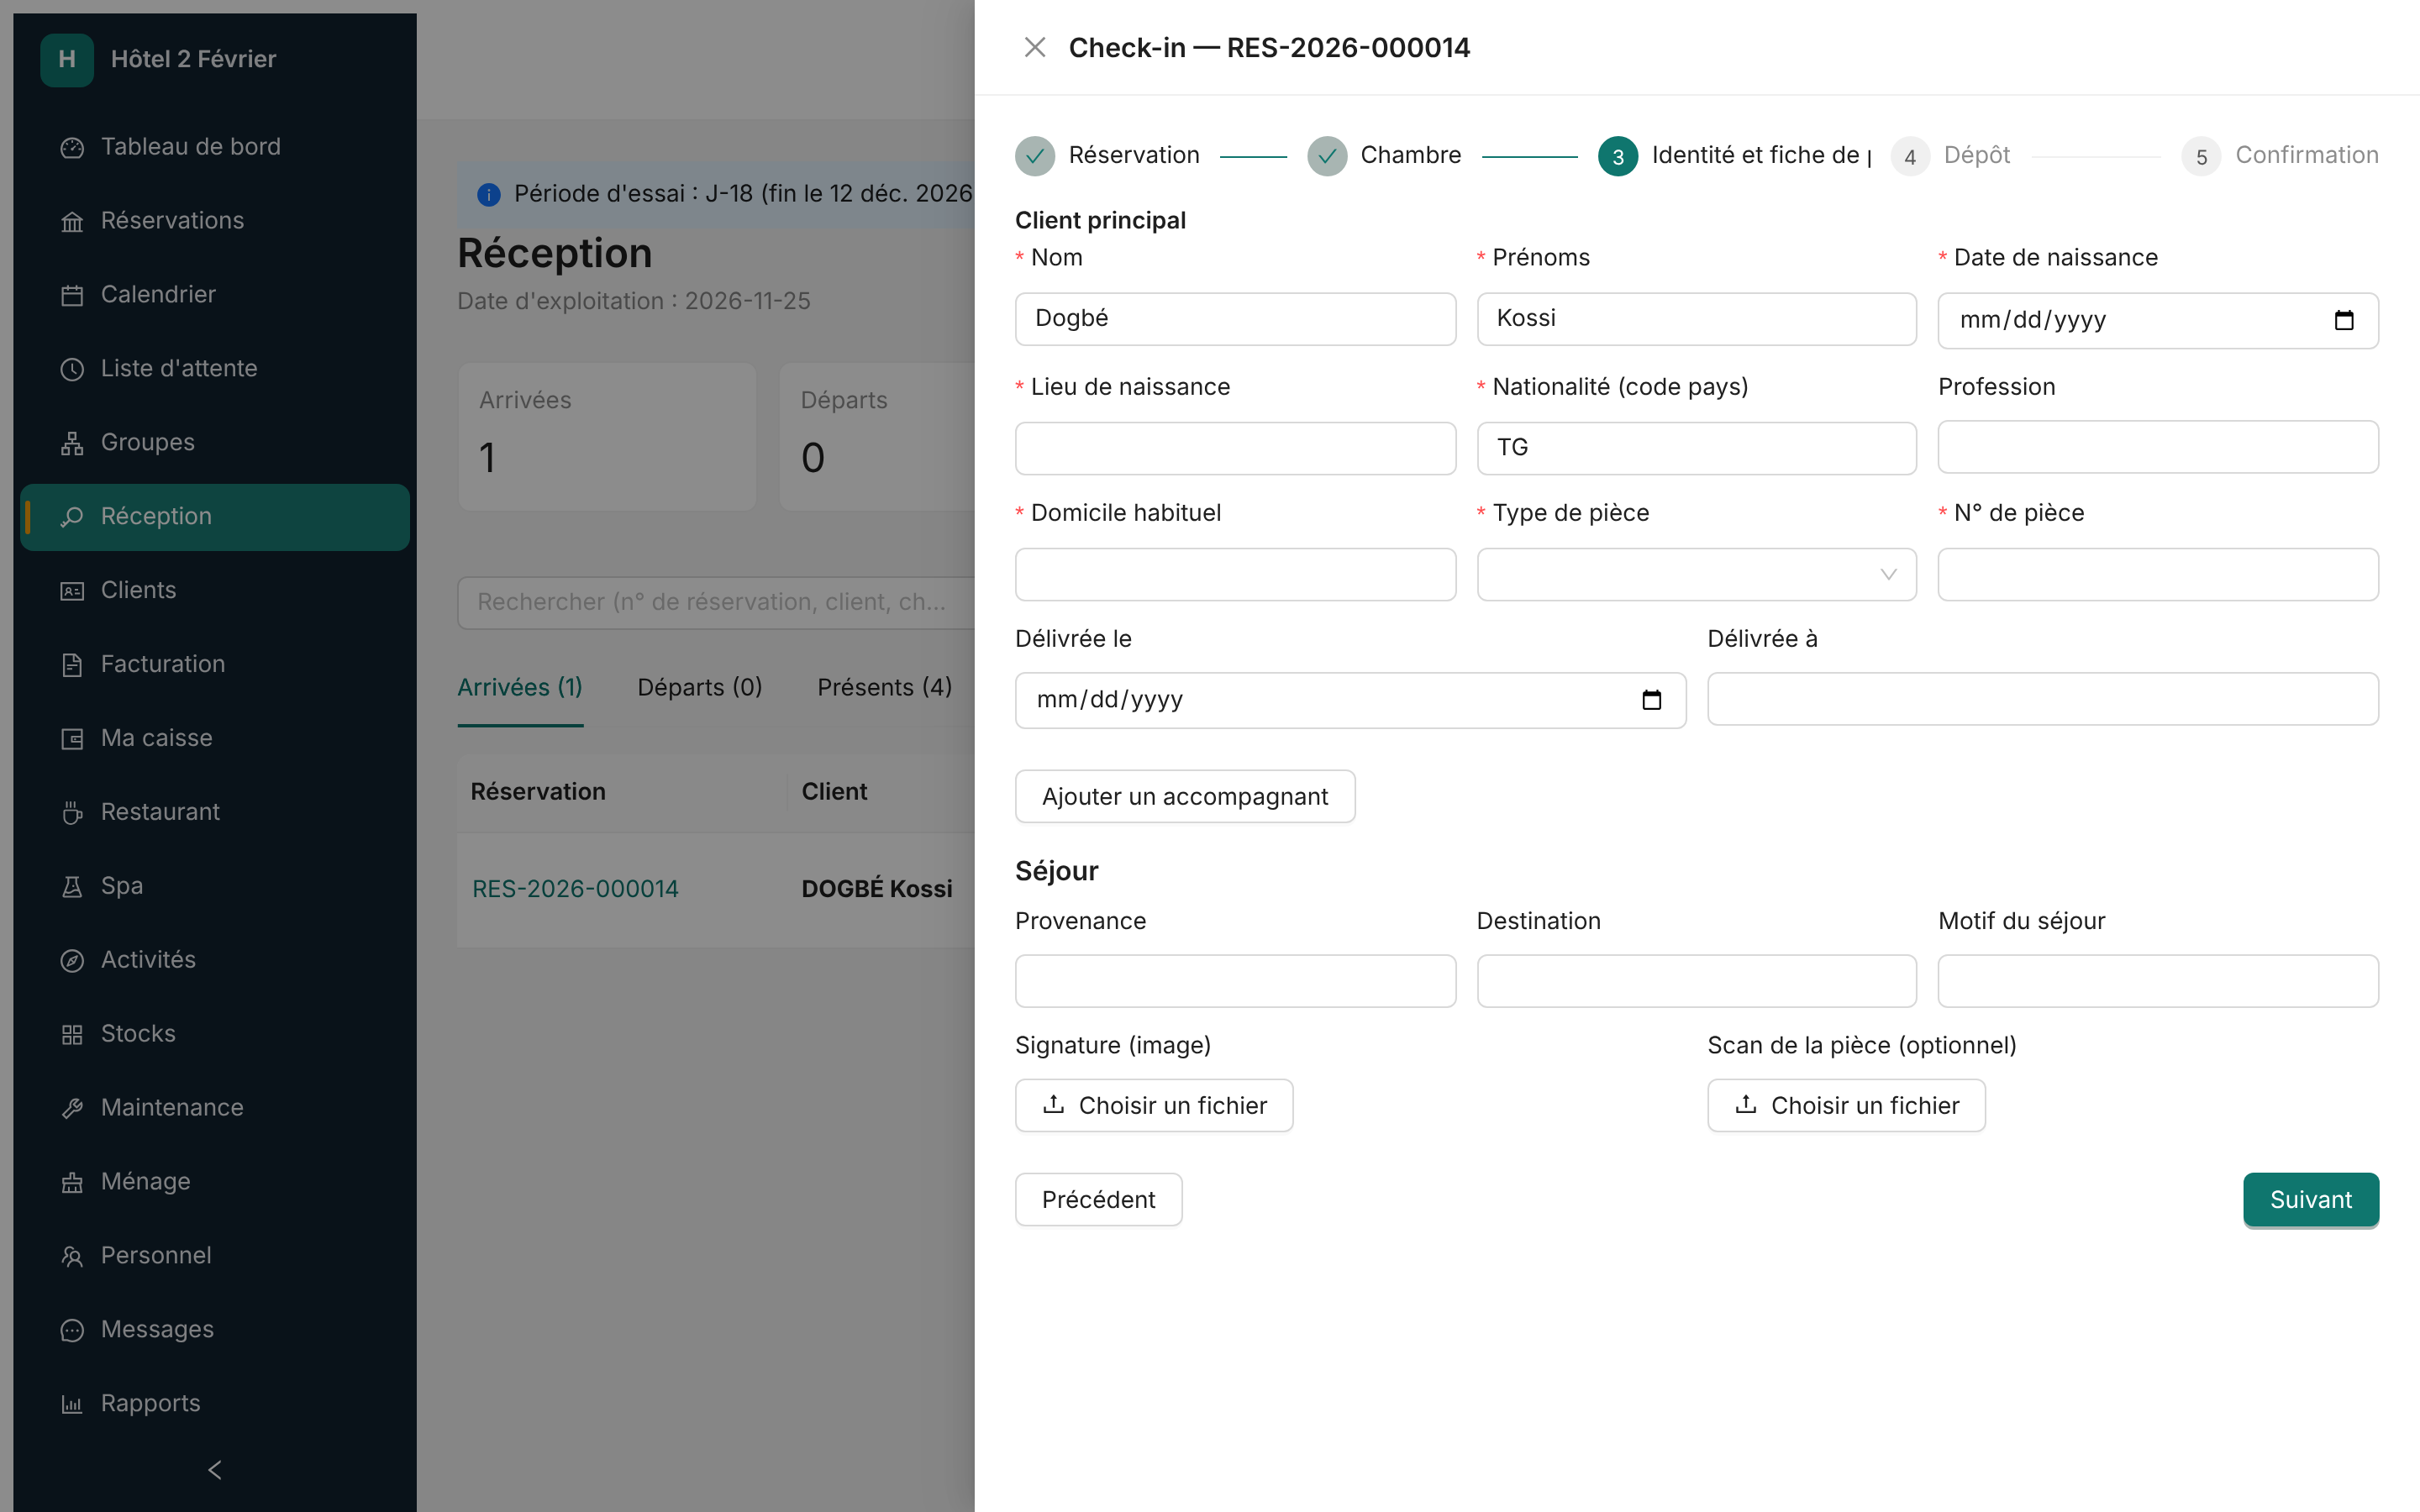 H Hôtel 2 Février
Tableau de bord
Réservations
Calendrier
Liste d'attente
Groupes
Réception
Clients
Facturation
Ma caisse
Restaurant
Spa
Activités
Stocks
Maintenance
Ménage
Personnel
Messages
Rapports
Période d'essai : J-18 (fin le 12 déc. 2026
Réception
Date d'exploitation : 2026-11-25
Arrivées Départs
1 0
Rechercher (n° de réservation, client, ch...
Arrivées (1) Départs (0) Présents (4)
Réservation Client
RES-2026-000014 DOGBÉ Kossi
Check-in — RES-2026-000014
Réservation Chambre 3 Identité et fiche de 4 Dépôt 5 Confirmation
Client principal
* Nom * Prénoms * Date de naissance
Dogbé Kossi mm/dd/yyyy
* Lieu de naissance * Nationalité (code pays) Profession
TG
* Domicile habituel * Type de pièce * N° de pièce
Délivrée le Délivrée à
mm/dd/yyyy
Ajouter un accompagnant
Séjour
Provenance Destination Motif du séjour
Signature (image) Scan de la pièce (optionnel)
Choisir un fichier Choisir un fichier
Précédent Suivant